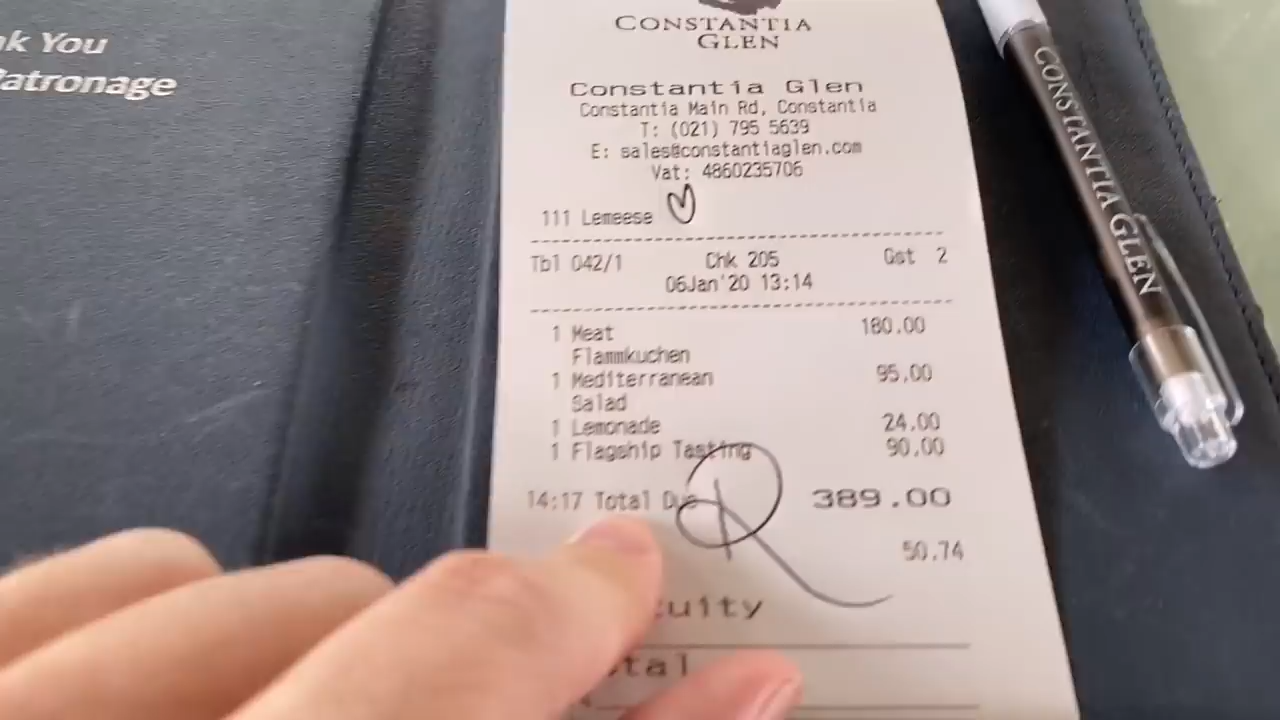 nk You
Patronage
CONSTANTIA
GLEN
Constantia Glen
Constantia Main Rd, Constantia
T: (021) 795 5639
E: sales@constantiaglen.com
Vat: 4860235706
111 Lemeese
Tbl 042/1 Chk 205 Gst 2
06Jan'20 13:14
1 Meat 180.00
Flammkuchen
1 Mediterranean 95.00
Salad
1 Lemonade 24.00
1 Flagship Tasting 90.00
14:17 Total Due 389.00
R
50.74
uity
tal
CONSTANTIA GLEN